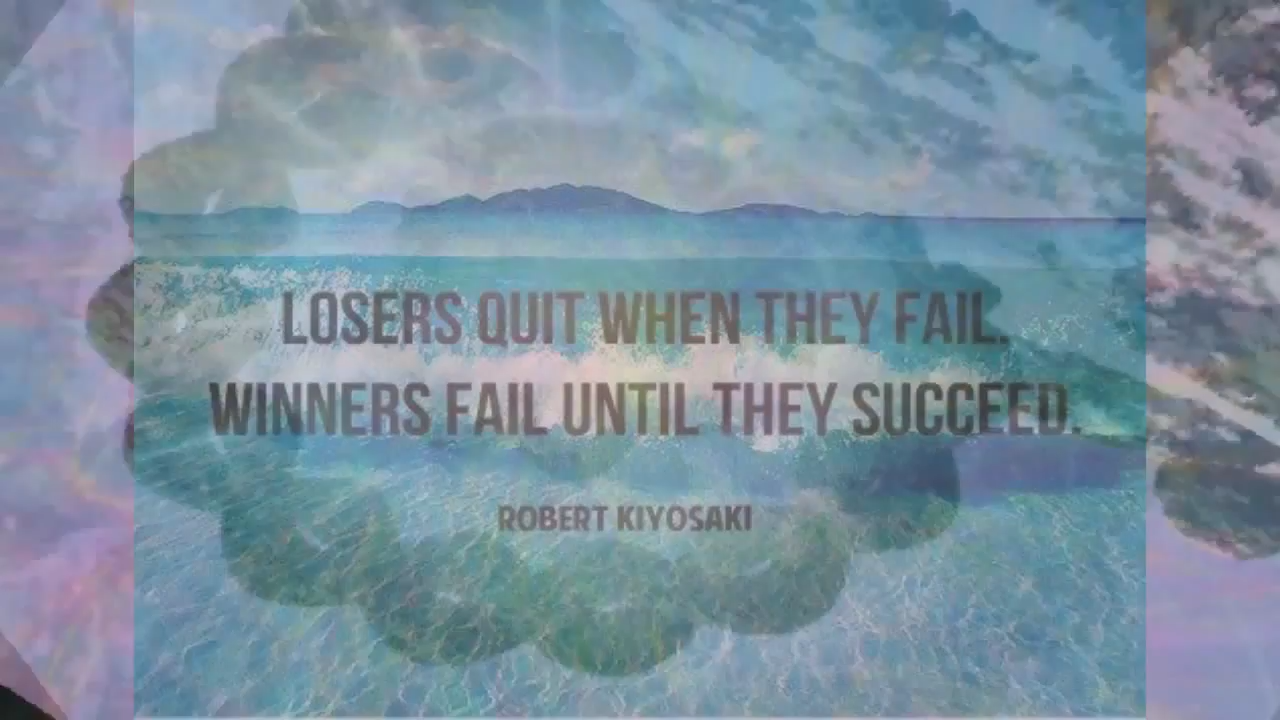 LOSERS QUIT WHEN THEY FAIL.
WINNERS FAIL UNTIL THEY SUCCEED.
ROBERT KIYOSAKI